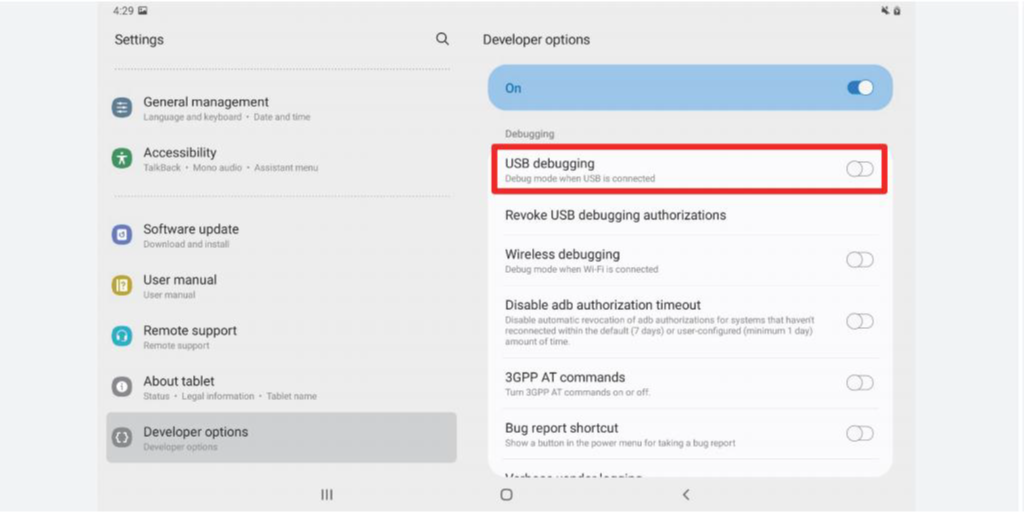 4:29
Settings
General management
Language and keyboard • Date and time
Accessibility
TalkBack • Mono audio • Assistant menu
Software update
Download and install
User manual
User manual
Remote support
Remote support
About tablet
Status • Legal information • Tablet name
Developer options
Developer options
Developer options
On
Debugging
USB debugging
Debug mode when USB is connected
Revoke USB debugging authorizations
Wireless debugging
Debug mode when Wi-Fi is connected
Disable adb authorization timeout
Disable automatic revocation of adb authorizations for systems that haven't
reconnected within the default (7 days) or user-configured (minimum 1 day)
amount of time.
3GPP AT commands
Turn 3GPP AT commands on or off.
Bug report shortcut
Show a button in the power menu for taking a bug report